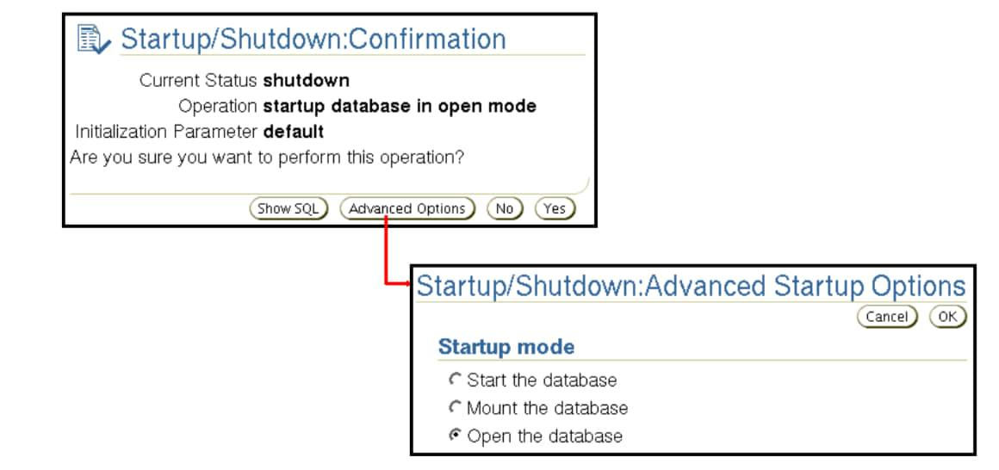 Startup/Shutdown:Confirmation
Current Status shutdown
Operation startup database in open mode
Initialization Parameter default
Are you sure you want to perform this operation?
Show SQL Advanced Options No Yes
Startup/Shutdown:Advanced Startup Options
Cancel OK
Startup mode
Start the database
Mount the database
Open the database